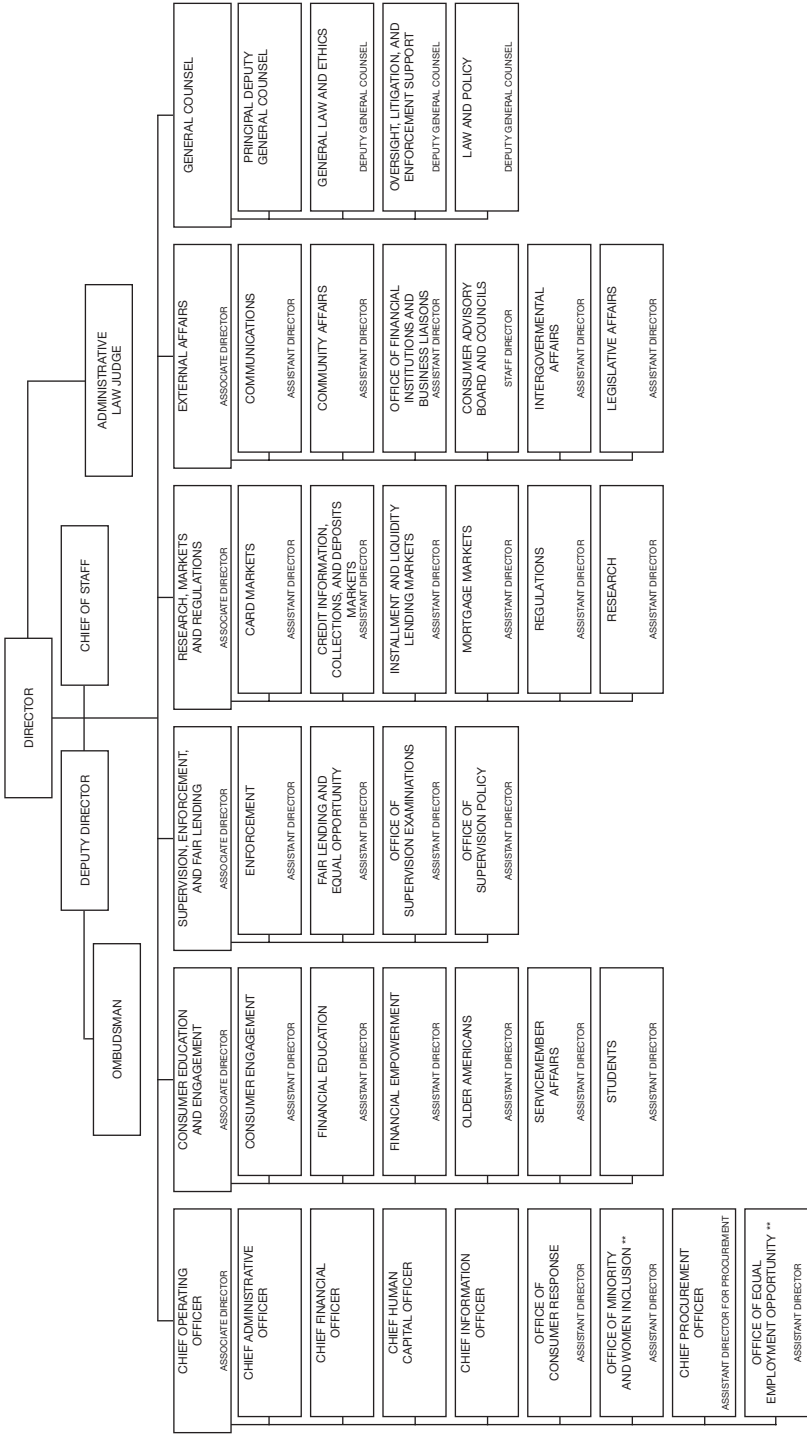 DIRECTOR
DEPUTY DIRECTOR
CHIEF OF STAFF
OMBUDSMAN
ADMINISTRATIVE
LAW JUDGE
CHIEF OPERATING
OFFICER
ASSOCIATE DIRECTOR
CHIEF ADMINISTRATIVE
OFFICER
CHIEF FINANCIAL
OFFICER
CHIEF HUMAN
CAPITAL OFFICER
CHIEF INFORMATION
OFFICER
OFFICE OF
CONSUMER RESPONSE
ASSISTANT DIRECTOR
OFFICE OF MINORITY
AND WOMEN INCLUSION **
ASSISTANT DIRECTOR
CHIEF PROCUREMENT
OFFICER
ASSISTANT DIRECTOR FOR PROCUREMENT
OFFICE OF EQUAL
EMPLOYMENT OPPORTUNITY **
ASSISTANT DIRECTOR
CONSUMER EDUCATION
AND ENGAGEMENT
ASSOCIATE DIRECTOR
CONSUMER ENGAGEMENT
ASSISTANT DIRECTOR
FINANCIAL EDUCATION
ASSISTANT DIRECTOR
FINANCIAL EMPOWERMENT
ASSISTANT DIRECTOR
OLDER AMERICANS
ASSISTANT DIRECTOR
SERVICEMEMBER
AFFAIRS
ASSISTANT DIRECTOR
STUDENTS
ASSISTANT DIRECTOR
SUPERVISION, ENFORCEMENT,
AND FAIR LENDING
ASSOCIATE DIRECTOR
ENFORCEMENT
ASSISTANT DIRECTOR
FAIR LENDING AND
EQUAL OPPORTUNITY
ASSISTANT DIRECTOR
OFFICE OF
SUPERVISION EXAMINIATIONS
ASSISTANT DIRECTOR
OFFICE OF
SUPERVISION POLICY
ASSISTANT DIRECTOR
RESEARCH, MARKETS
AND REGULATIONS
ASSOCIATE DIRECTOR
CARD MARKETS
ASSISTANT DIRECTOR
CREDIT INFORMATION,
COLLECTIONS, AND DEPOSITS
MARKETS
ASSISTANT DIRECTOR
INSTALLMENT AND LIQUIDITY
LENDING MARKETS
ASSISTANT DIRECTOR
MORTGAGE MARKETS
ASSISTANT DIRECTOR
REGULATIONS
ASSISTANT DIRECTOR
RESEARCH
ASSISTANT DIRECTOR
EXTERNAL AFFAIRS
ASSOCIATE DIRECTOR
COMMUNICATIONS
ASSISTANT DIRECTOR
COMMUNITY AFFAIRS
ASSISTANT DIRECTOR
OFFICE OF FINANCIAL
INSTITUTIONS AND
BUSINESS LIAISONS
ASSISTANT DIRECTOR
CONSUMER ADVISORY
BOARD AND COUNCILS
STAFF DIRECTOR
INTERGOVERMENTAL
AFFAIRS
ASSISTANT DIRECTOR
LEGISLATIVE AFFAIRS
ASSISTANT DIRECTOR
GENERAL COUNSEL
PRINCIPAL DEPUTY
GENERAL COUNSEL
GENERAL LAW AND ETHICS
DEPUTY GENERAL COUNSEL
OVERSIGHT, LITIGATION, AND
ENFORCEMENT SUPPORT
DEPUTY GENERAL COUNSEL
LAW AND POLICY
DEPUTY GENERAL COUNSEL